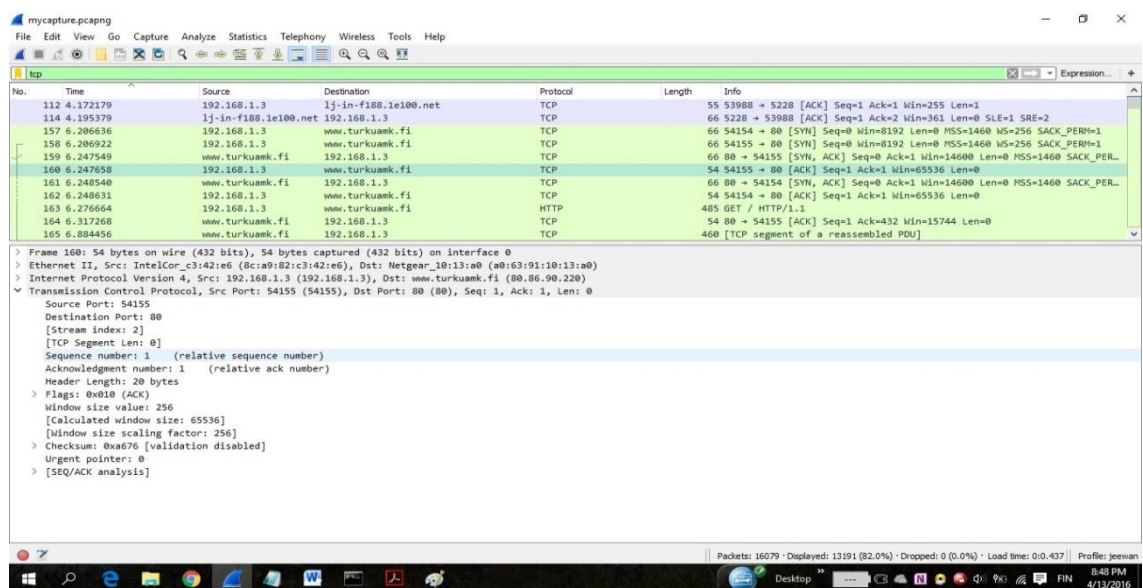 mycapture.pcapng
File Edit View Go Capture Analyze Statistics Telephony Wireless Tools Help
tcp Expression... +
No. Time Source Destination Protocol Length Info
112 4.172179 192.168.1.3 lj-in-f188.1e100.net TCP 55 53988 → 5228 [ACK] Seq=1 Ack=1 Win=255 Len=1
114 4.195379 lj-in-f188.1e100.net 192.168.1.3 TCP 66 5228 → 53988 [ACK] Seq=1 Ack=2 Win=361 Len=0 SLE=1 SRE=2
157 6.206636 192.168.1.3 www.turkuamk.fi TCP 66 54154 → 80 [SYN] Seq=0 Win=8192 Len=0 MSS=1460 WS=256 SACK_PERM=1
158 6.206922 192.168.1.3 www.turkuamk.fi TCP 66 54155 → 80 [SYN] Seq=0 Win=8192 Len=0 MSS=1460 WS=256 SACK_PERM=1
159 6.247549 www.turkuamk.fi 192.168.1.3 TCP 66 80 → 54155 [SYN, ACK] Seq=0 Ack=1 Win=14600 Len=0 MSS=1460 SACK_PER…
160 6.247658 192.168.1.3 www.turkuamk.fi TCP 54 54155 → 80 [ACK] Seq=1 Ack=1 Win=65536 Len=0
161 6.248540 www.turkuamk.fi 192.168.1.3 TCP 66 80 → 54154 [SYN, ACK] Seq=0 Ack=1 Win=14600 Len=0 MSS=1460 SACK_PER…
162 6.248631 192.168.1.3 www.turkuamk.fi TCP 54 54154 → 80 [ACK] Seq=1 Ack=1 Win=65536 Len=0
163 6.276664 192.168.1.3 www.turkuamk.fi HTTP 485 GET / HTTP/1.1
164 6.317268 www.turkuamk.fi 192.168.1.3 TCP 54 80 → 54155 [ACK] Seq=1 Ack=432 Win=15744 Len=0
165 6.884456 www.turkuamk.fi 192.168.1.3 TCP 460 [TCP segment of a reassembled PDU]
Frame 160: 54 bytes on wire (432 bits), 54 bytes captured (432 bits) on interface 0
Ethernet II, Src: IntelCor_c3:42:e6 (8c:a9:82:c3:42:e6), Dst: Netgear_10:13:a0 (a0:63:91:10:13:a0)
Internet Protocol Version 4, Src: 192.168.1.3 (192.168.1.3), Dst: www.turkuamk.fi (80.86.90.220)
Transmission Control Protocol, Src Port: 54155 (54155), Dst Port: 80 (80), Seq: 1, Ack: 1, Len: 0
Source Port: 54155
Destination Port: 80
[Stream index: 2]
[TCP Segment Len: 0]
Sequence number: 1 (relative sequence number)
Acknowledgment number: 1 (relative ack number)
Header Length: 20 bytes
Flags: 0x010 (ACK)
Window size value: 256
[Calculated window size: 65536]
[Window size scaling factor: 256]
Checksum: 0xa676 [validation disabled]
Urgent pointer: 0
[SEQ/ACK analysis]
Packets: 16079 · Displayed: 13191 (82.0%) · Dropped: 0 (0.0%) · Load time: 0:0.437 Profile: jeewan
Desktop FIN 8:48 PM
4/13/2016